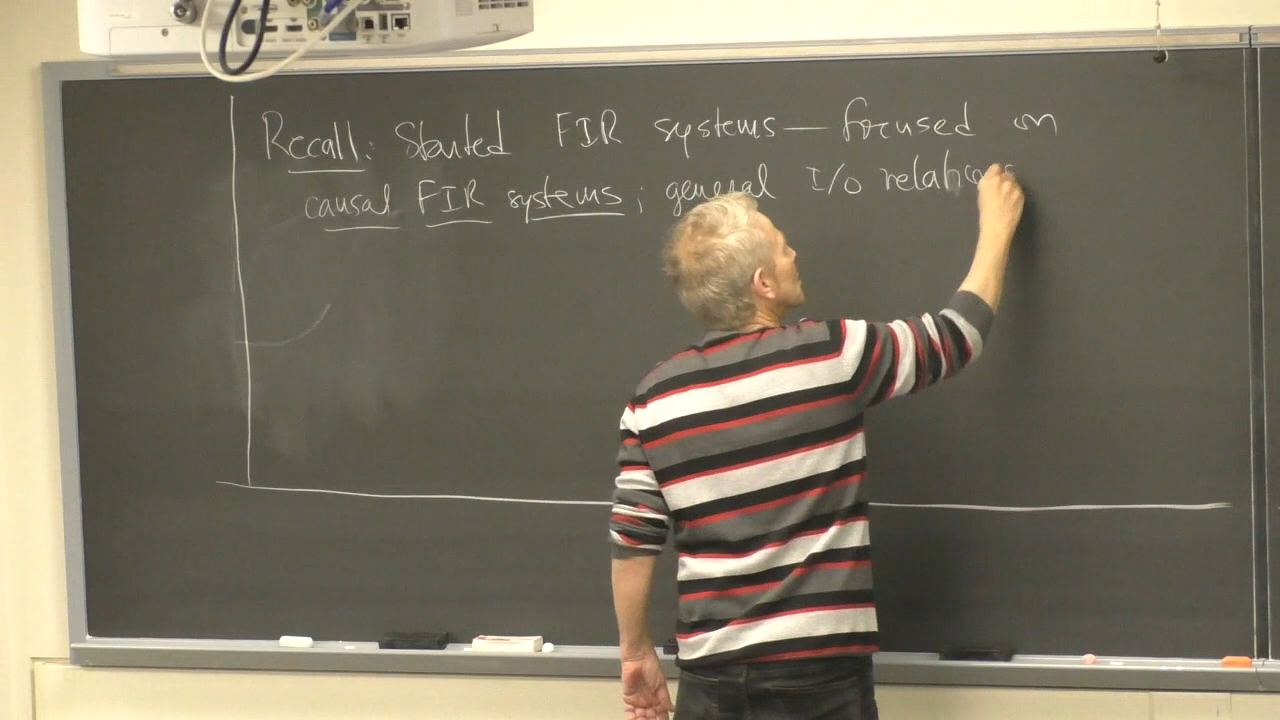 Recall: Started FIR systems — focused on
causal FIR systems; general I/O